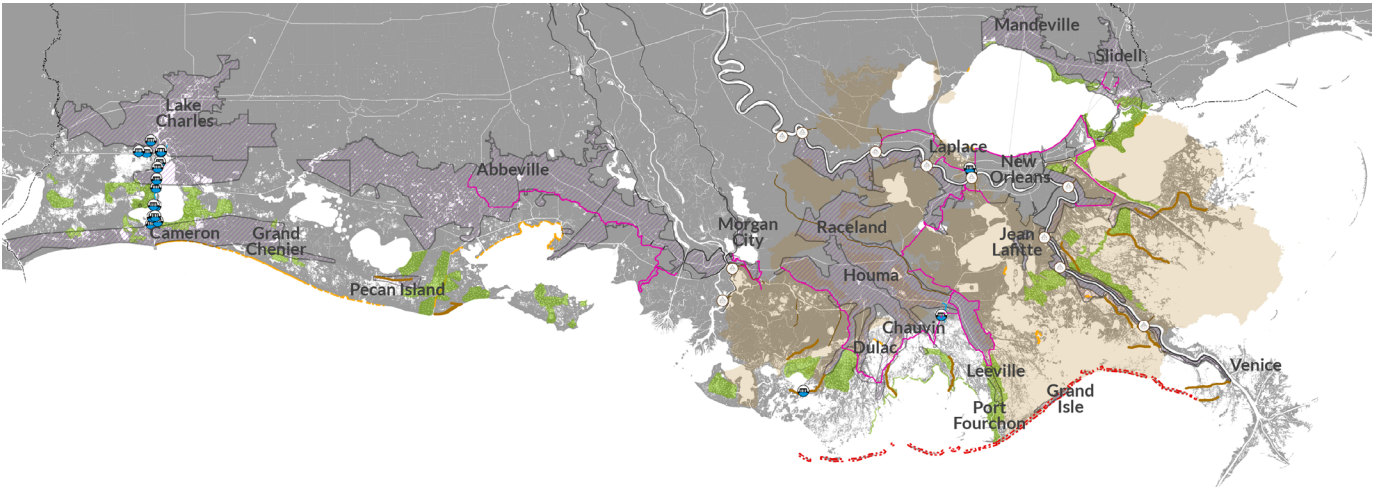 Mandeville
Slidell
Lake
Charles
Laplace
New
Orleans
Abbeville
Morgan
City
Raceland
Cameron
Grand
Chenier
Jean
Lafitte
Houma
Pecan Island
Chauvin
Dulac
Leeville
Venice
Grand
Isle
Port
Fourchon